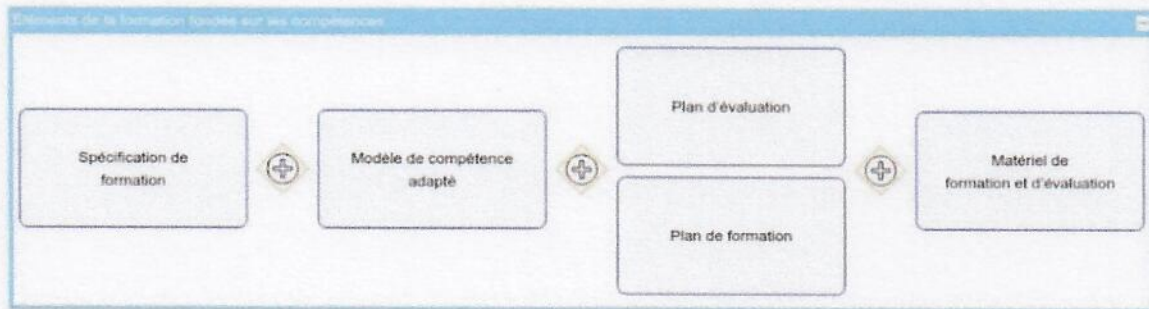 Éléments de la formation fondée sur les compétences
Spécification de
formation
Modèle de compétence
adapté
Plan d'évaluation
Plan de formation
Matériel de
formation et d'évaluation